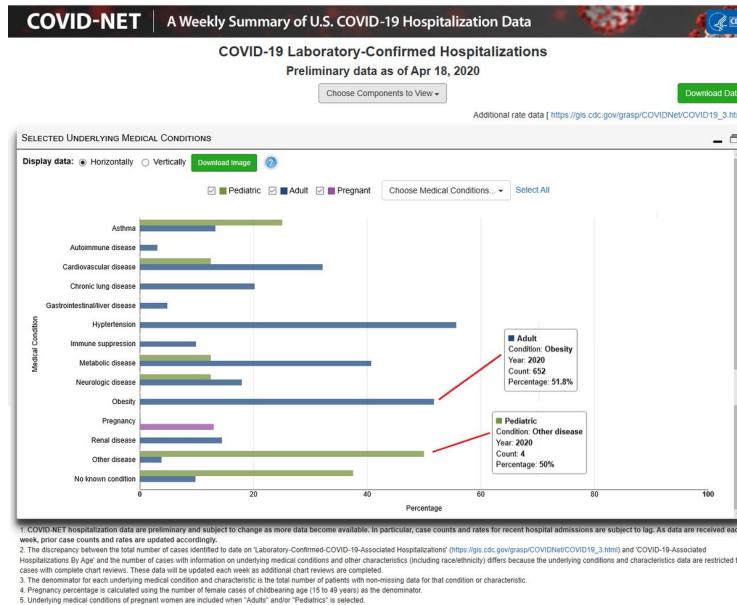 COVID-NET A Weekly Summary of U.S. COVID-19 Hospitalization Data
COVID-19 Laboratory-Confirmed Hospitalizations
Preliminary data as of Apr 18, 2020
Choose Components to View
Download
Additional rate data [ https://gis.cdc.gov/grasp/COVIDNet/COVID19_3.
SELECTED UNDERLYING MEDICAL CONDITIONS
Display data: Horizontally Vertically Download Image ?
Pediatric Adult Pregnant Choose Medical Conditions... Select All
Asthma
Autoimmune disease
Cardiovascular disease
Chronic lung disease
Gastrointestinal/liver disease
Hyptertension
Immune suppression
Metabolic disease
Neurologic disease
Obesity
Pregnancy
Renal disease
Other disease
No known condition
Medical Condition
Adult
Condition: Obesity
Year: 2020
Count: 652
Percentage: 51.8%
Pediatric
Condition: Other disease
Year: 2020
Count: 4
Percentage: 50%
0 20 40 60 80 100
Percentage
1. COVID-NET hospitalization data are preliminary and subject to change as more data become available. In particular, case counts and rates for recent hospital admissions are subject to lag. As data are received
week, prior case counts and rates are updated accordingly.
2. The discrepancy between the total number of cases identified to date on 'Laboratory-Confirmed-COVID-19-Associated Hospitalizations' (https://gis.cdc.gov/grasp/COVIDNet/COVID19_3.html) and 'COVID-19-Associated
Hospitalizations By Age' and the number of cases with information on underlying medical conditions and other characteristics (including race/ethnicity) differs because the underlying conditions and characteristics data are restricted
cases with complete chart reviews. These data will be updated each week as additional chart reviews are completed.
3. The denominator for each underlying medical condition and characteristic is the total number of patients with non-missing data for that condition or characteristic.
4. Pregnancy percentage is calculated using the number of female cases of childbearing age (15 to 49 years) as the denominator.
5. Underlying medical conditions of pregnant women are included when "Adults" and/or "Pediatrics" is selected.